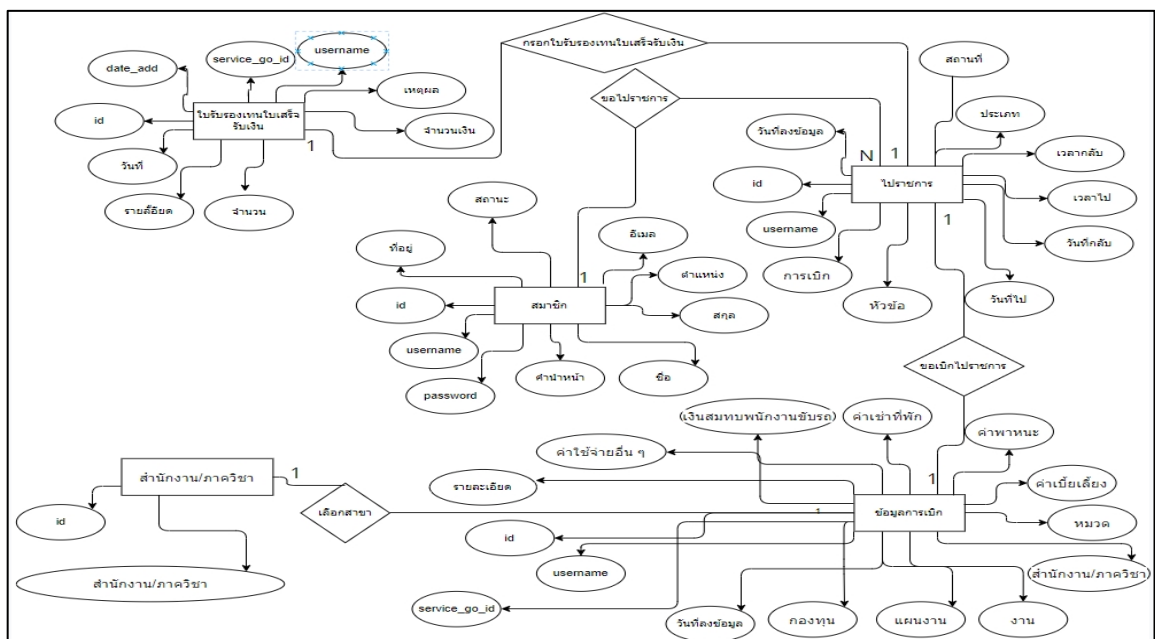 กรอกใบรับรองแทนใบเสร็จรับเงิน
username
service_go_id
date_add
เหตุผล
id
ใบรับรองแทนใบเสร็จ
รับเงิน
จำนวนเงิน
1
วันที่
รายล๊อียด
จำนวน
ขอไปราชการ
สถานที่
ประเภท
วันที่ลงข้อมูล
เวลากลับ
N
1
id
ไปราชการ
เวลาไป
username
1
วันที่กลับ
การเบิก
หัวข้อ
วันที่ไป
สถานะ
อีเมล
ที่อยู่
ตำแหน่ง
1
id
สมาชิก
สกุล
username
คำนำหน้า
ชื่อ
password
ขอเบิกไปราชการ
เงินสมทบพนักงานขับรถ
ค่าเช่าที่พัก
ค่าพาหนะ
ค่าใช้จ่ายอื่น ๆ
สำนักงาน/ภาควิชา
1
รายละเอียด
1
ค่าเบี้ยเลี้ยง
id
เลือกสาขา
1
ข้อมูลการเบิก
หมวด
id
สำนักงาน/ภาควิชา
username
สำนักงาน/ภาควิชา
service_go_id
วันที่ลงข้อมูล
กองทุน
แผนงาน
งาน